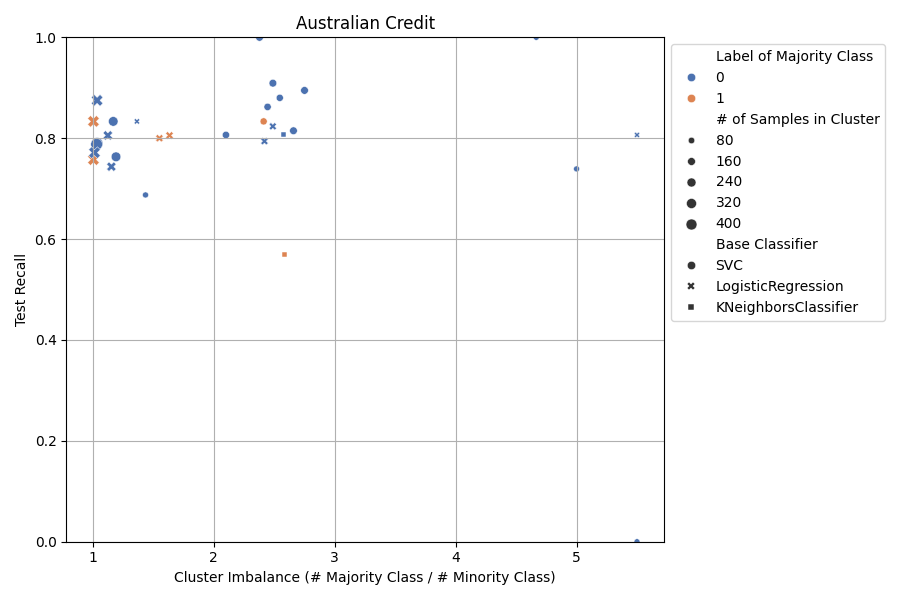 Australian Credit
1.0
0.8
0.6
0.4
0.2
0.0
Test Recall
1
2
3
4
5
Cluster Imbalance (# Majority Class / # Minority Class)
Label of Majority Class
0
1
# of Samples in Cluster
80
160
240
320
400
Base Classifier
SVC
LogisticRegression
KNeighborsClassifier